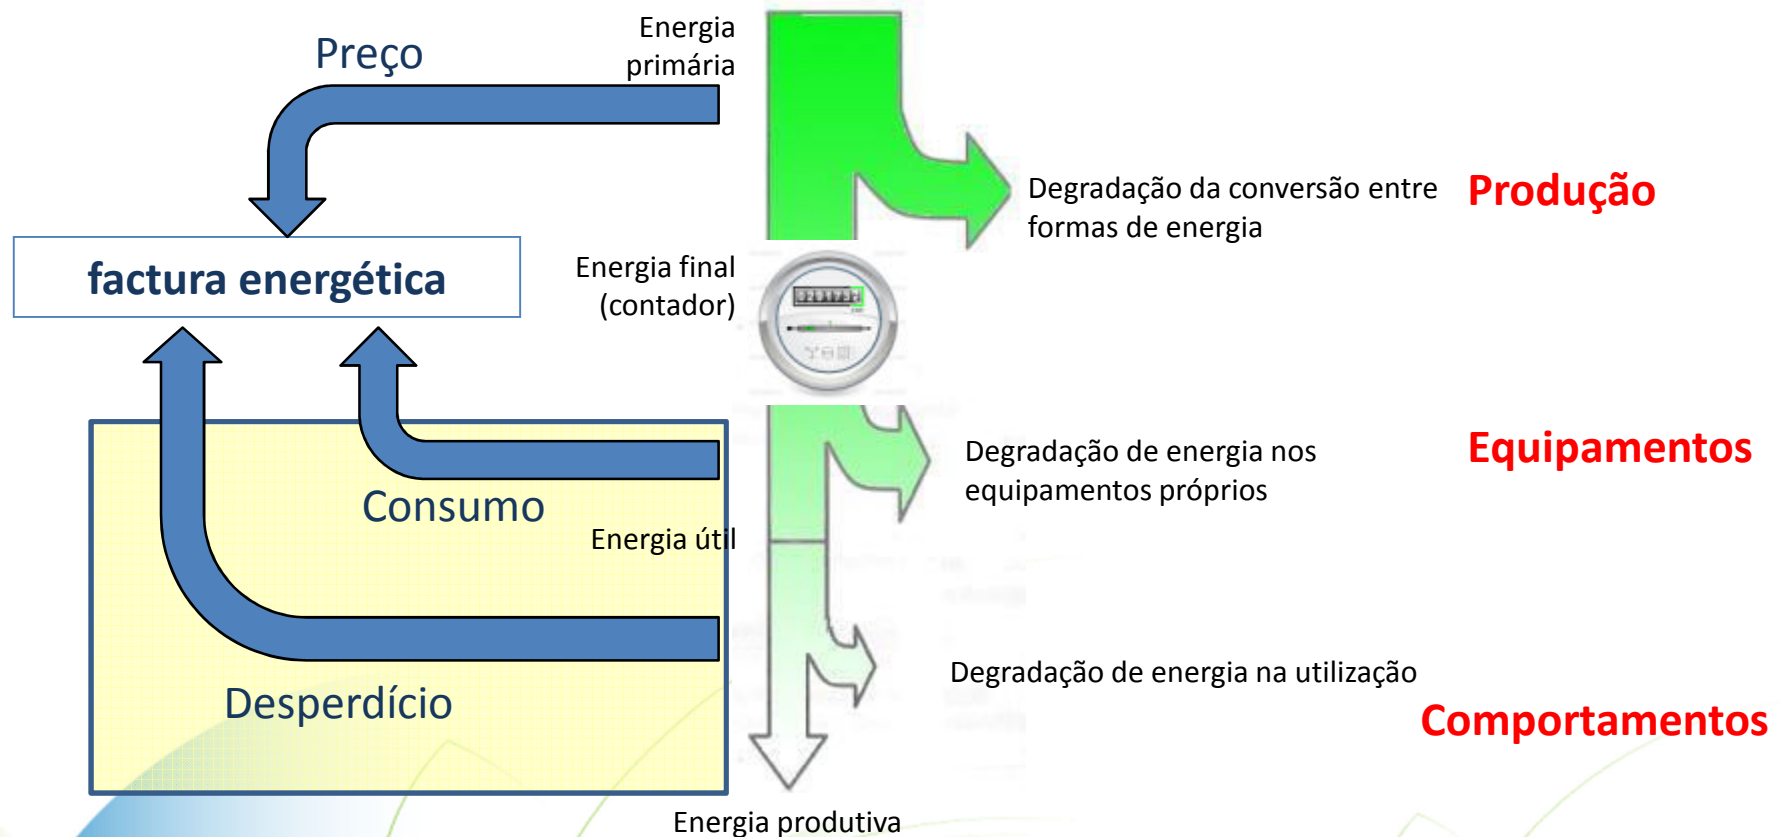 Energia
primária
Preço
Degradação da conversão entre
formas de energia
Produção
factura energética
Energia final
(contador)
Degradação de energia nos
equipamentos próprios
Equipamentos
Consumo
Energia útil
Degradação de energia na utilização
Desperdício
Comportamentos
Energia produtiva